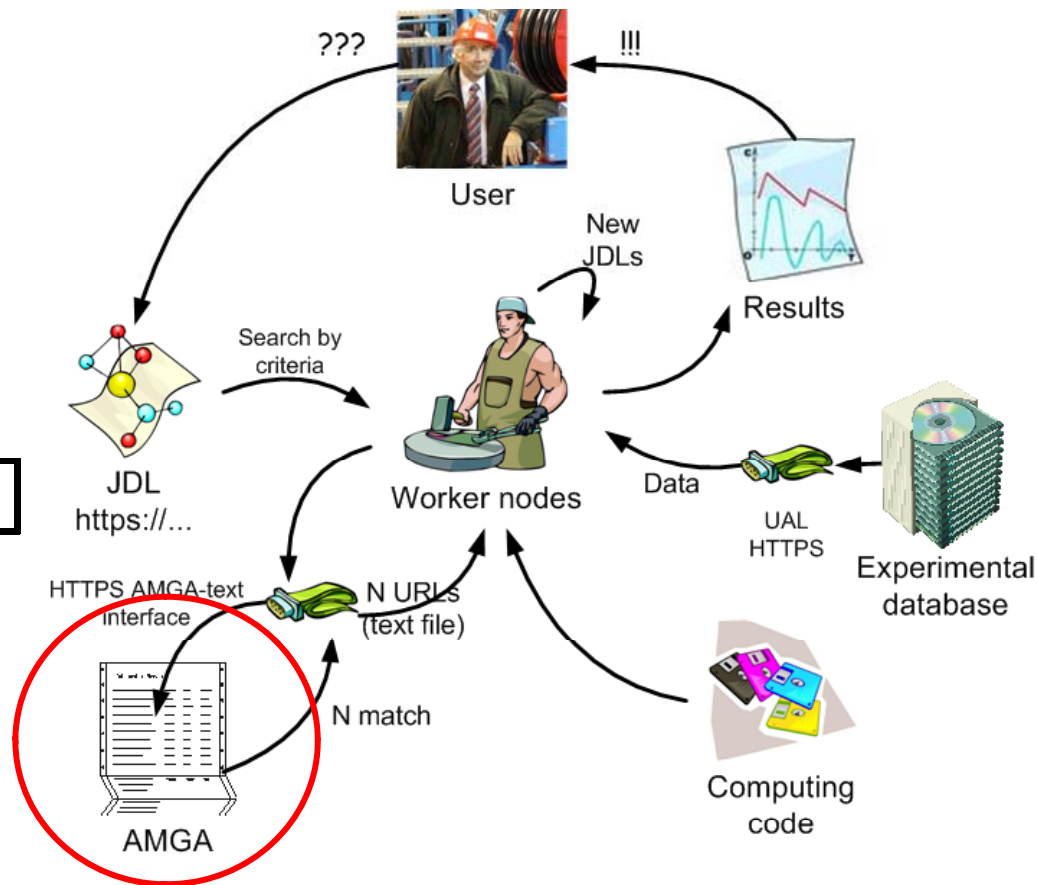 ???
!!!
User
New
JDLs
Results
Search by
criteria
JDL
https://...
Worker nodes
Data
UAL
HTTPS
Experimental
database
HTTPS AMGA-text
interface
N URLs
(text file)
N match
AMGA
Computing
code